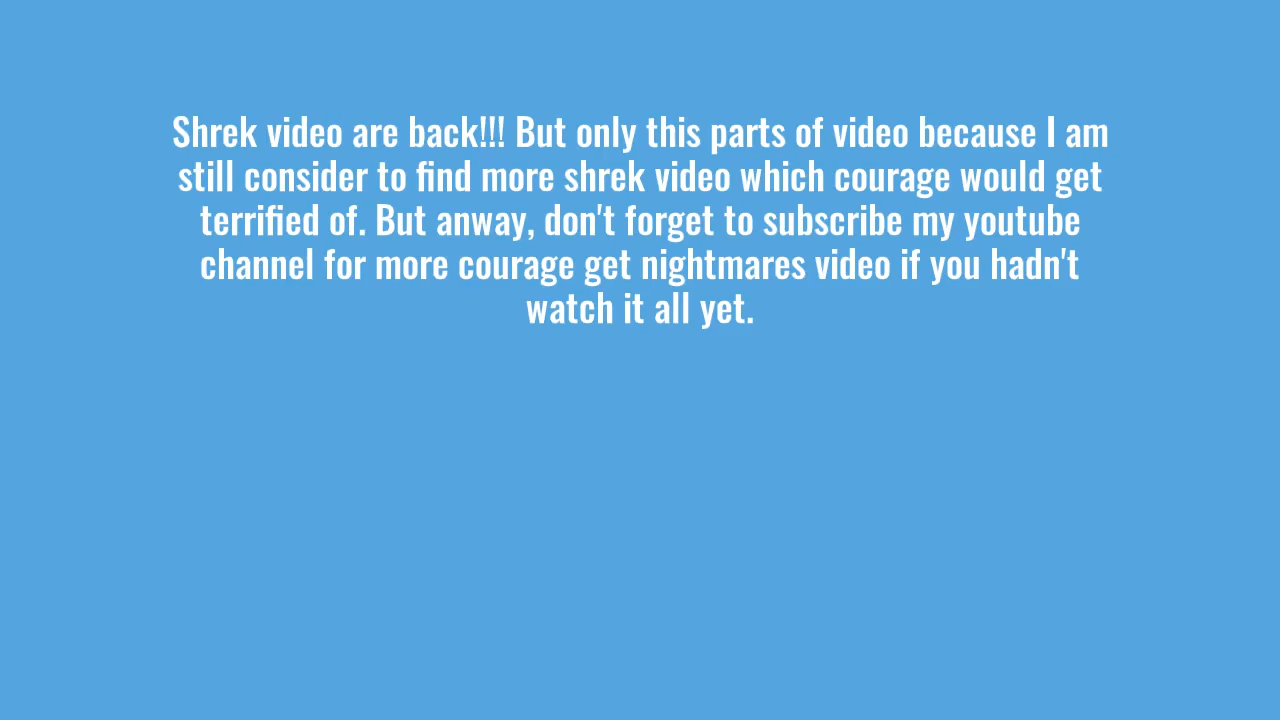 Shrek video are back!!! But only this parts of video because I am
still consider to find more shrek video which courage would get
terrified of. But anway, don't forget to subscribe my youtube
channel for more courage get nightmares video if you hadn't
watch it all yet.